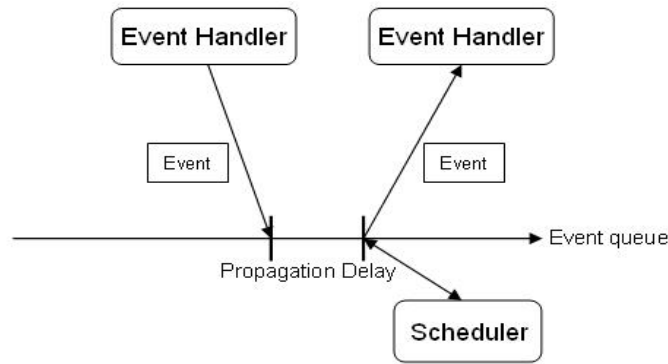 Event Handler
Event Handler
Event
Event
Event queue
Propagation Delay
Scheduler